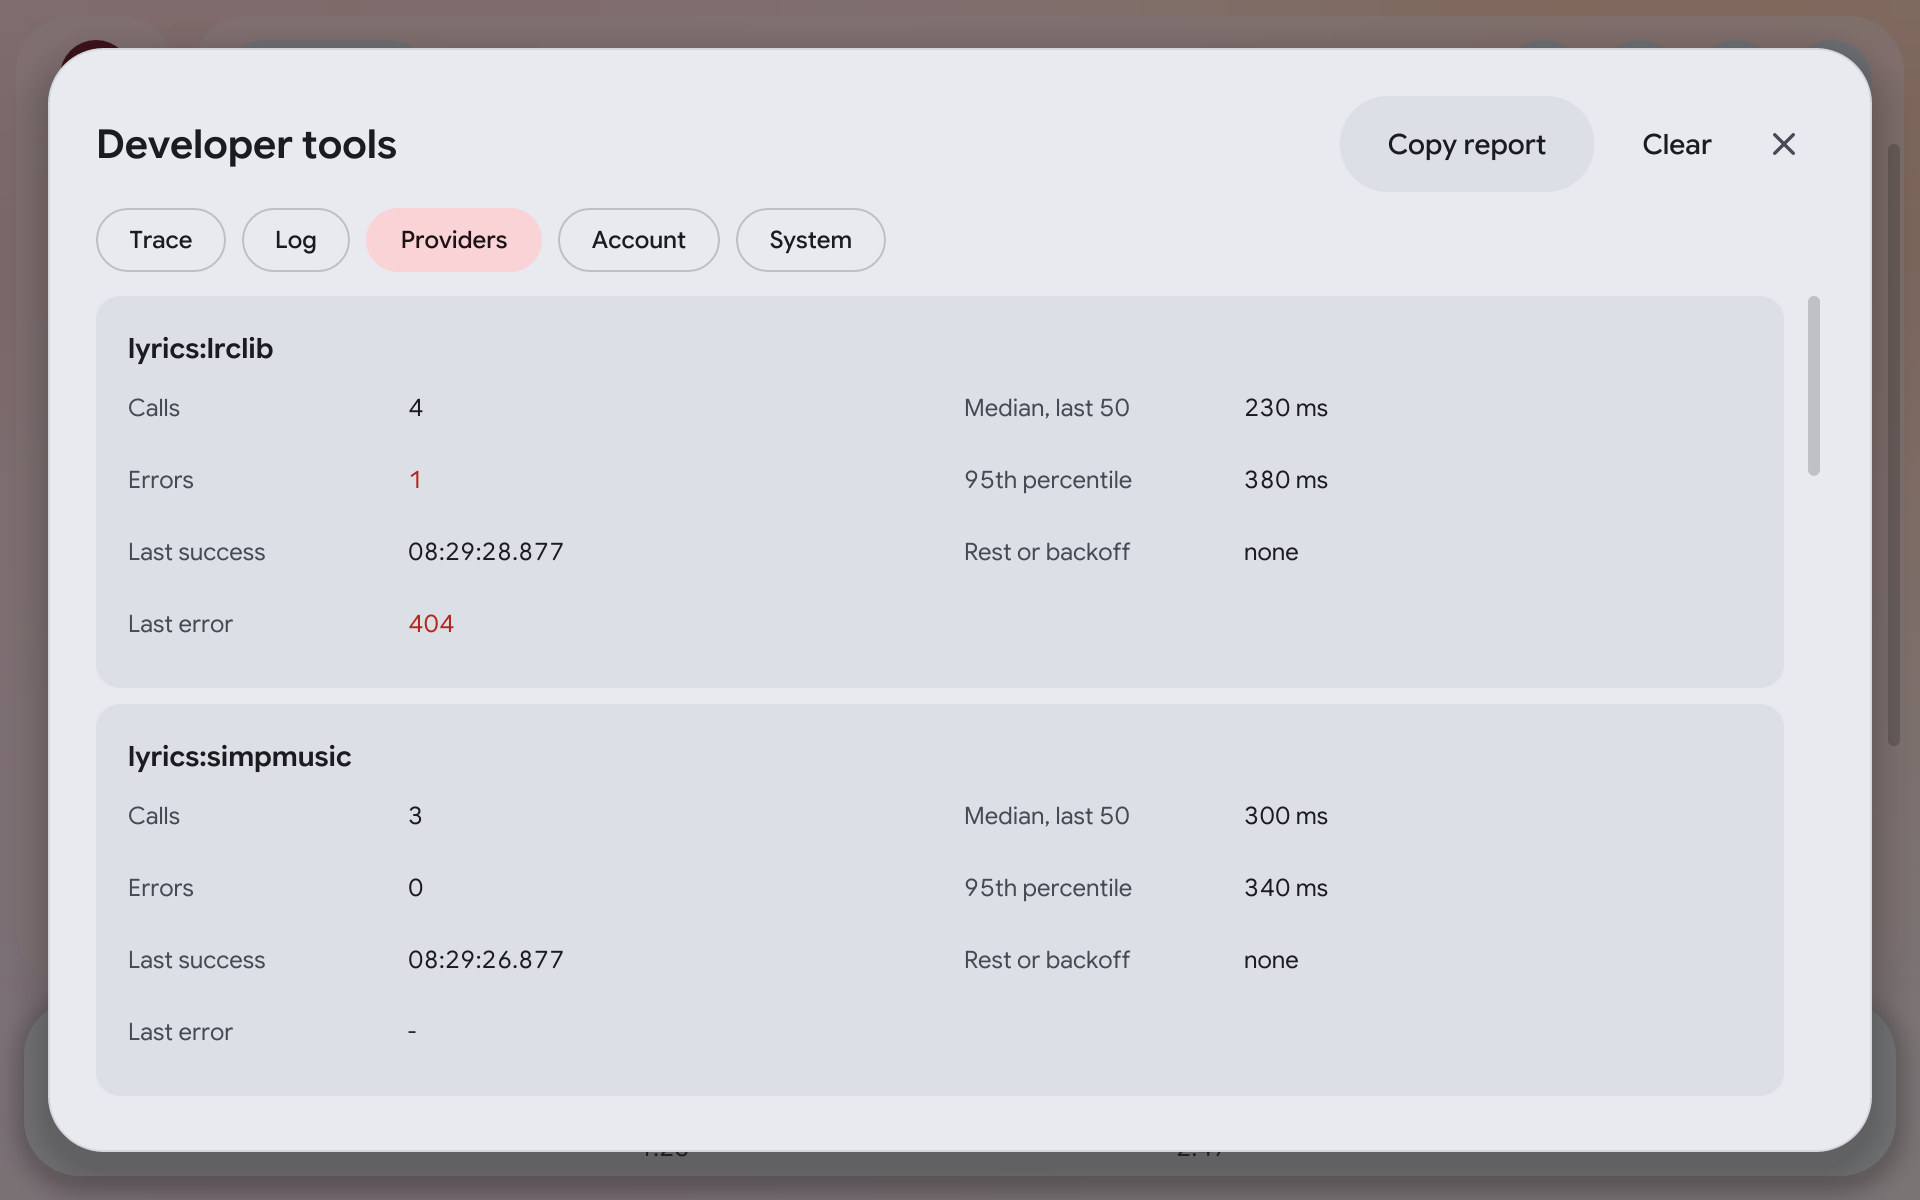 Developer tools
Copy report
Clear
Trace
Log
Providers
Account
System
lyrics:lrclib
Calls 4 Median, last 50 230 ms
Errors 1 95th percentile 380 ms
Last success 08:29:28.877 Rest or backoff none
Last error 404
lyrics:simpmusic
Calls 3 Median, last 50 300 ms
Errors 0 95th percentile 340 ms
Last success 08:29:26.877 Rest or backoff none
Last error -